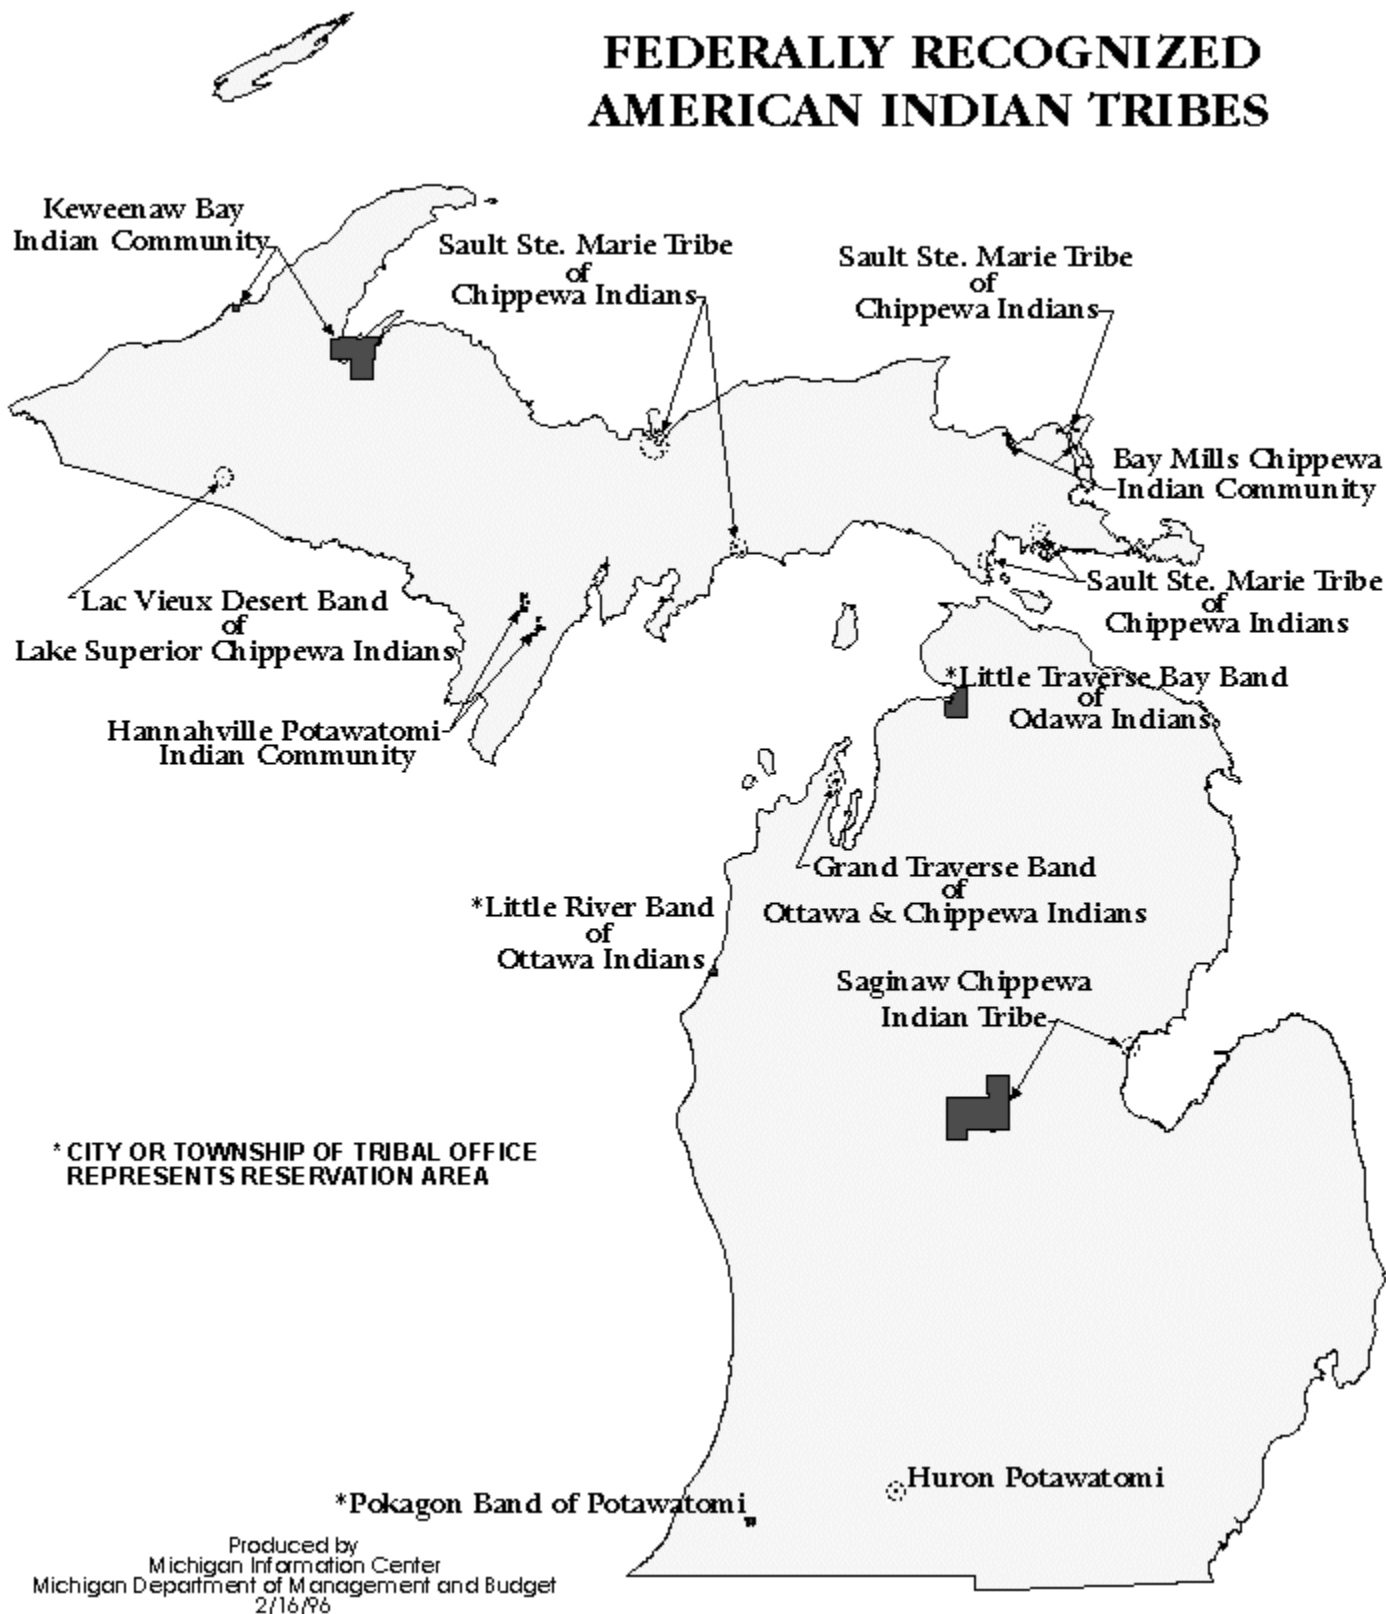 FEDERALLY RECOGNIZED
AMERICAN INDIAN TRIBES
Keweenaw Bay
Indian Community
Sault Ste. Marie Tribe
of
Chippewa Indians
Sault Ste. Marie Tribe
of
Chippewa Indians
Bay Mills Chippewa
Indian Community
Sault Ste. Marie Tribe
of
Chippewa Indians
Lac Vieux Desert Band
of
Lake Superior Chippewa Indians
Hannahville Potawatomi
Indian Community
*Little Traverse Bay Band
of
Odawa Indians
Grand Traverse Band
of
Ottawa & Chippewa Indians
*Little River Band
of
Ottawa Indians
Saginaw Chippewa
Indian Tribe
* CITY OR TOWNSHIP OF TRIBAL OFFICE
REPRESENTS RESERVATION AREA
Huron Potawatomi
*Pokagon Band of Potawatomi
Produced by
Michigan Information Center
Michigan Department of Management and Budget
2/16/96